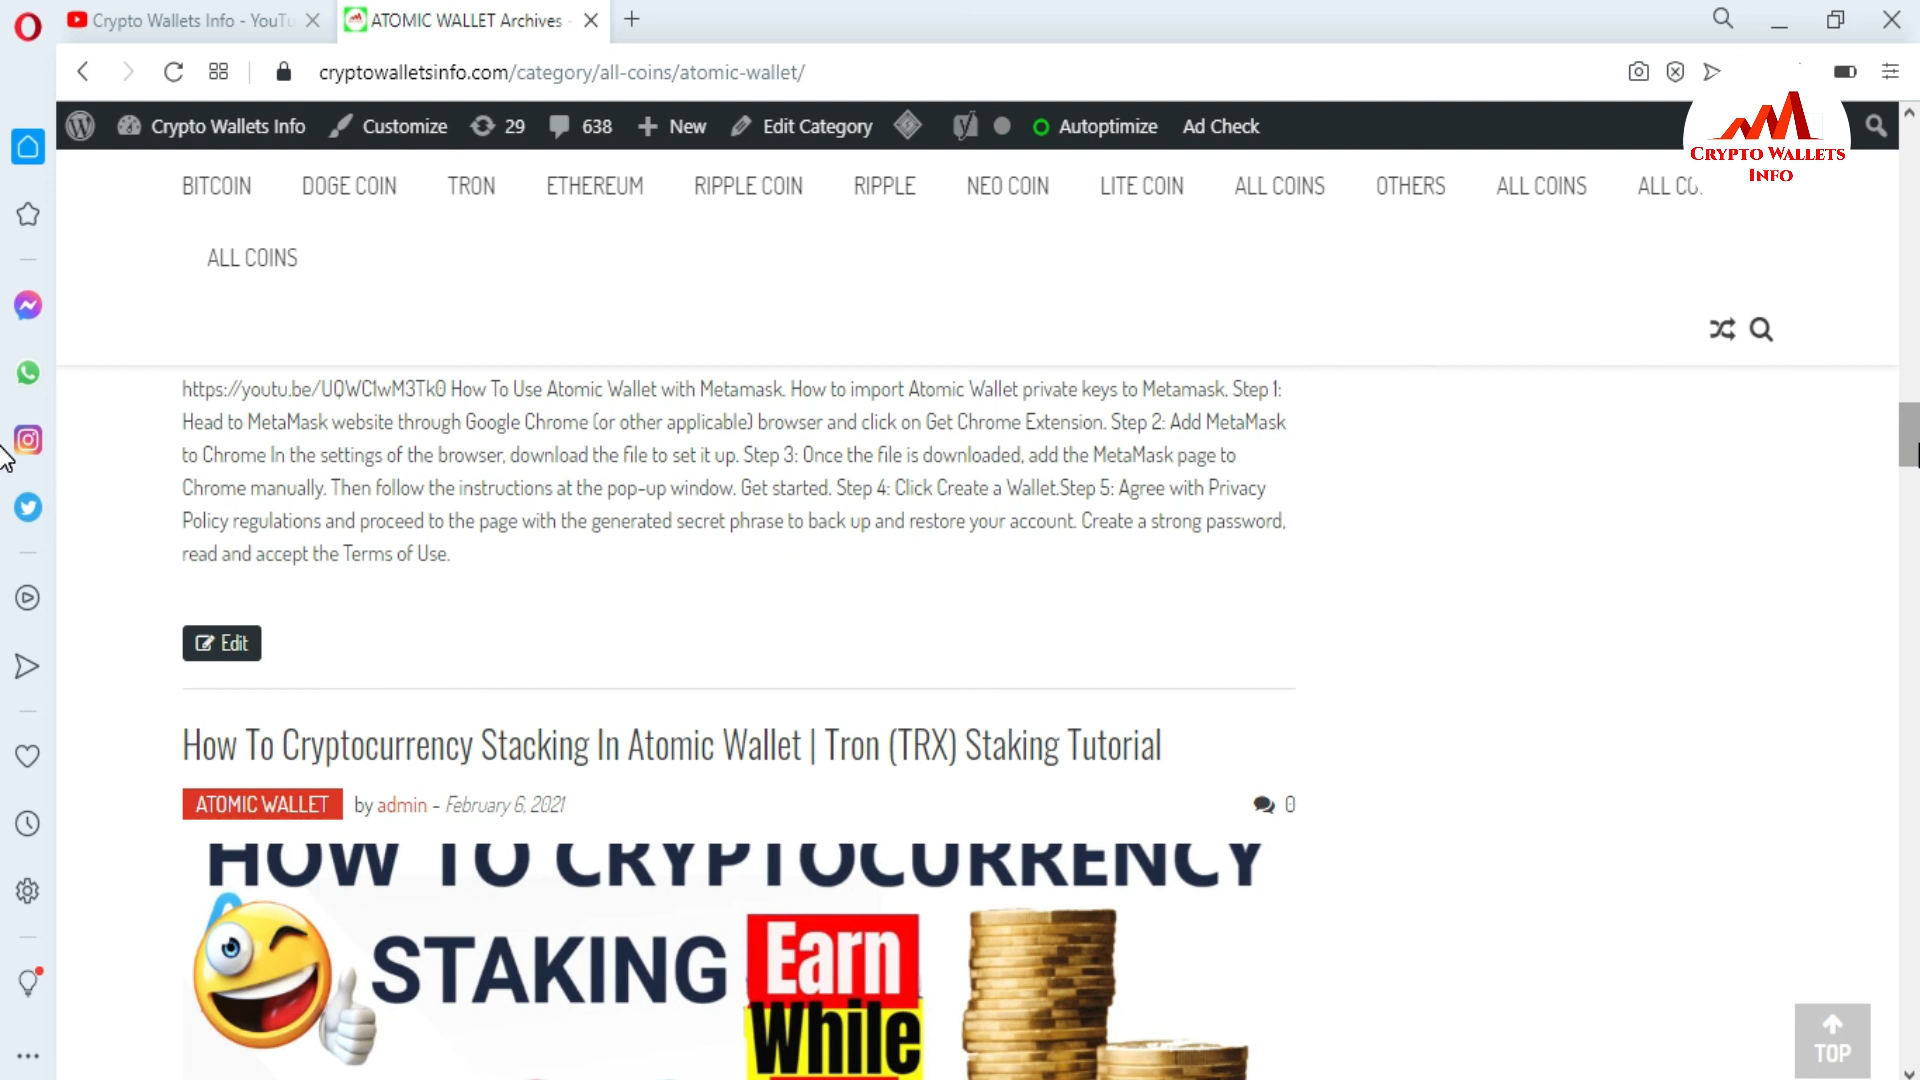 Crypto Wallets Info - YouTu
ATOMIC WALLET Archives -
cryptowalletsinfo.com/category/all-coins/atomic-wallet/
Crypto Wallets Info Customize 29 638 New Edit Category Autoptimize Ad Check
CRYPTO WALLETS
INFO
BITCOIN DOGE COIN TRON ETHEREUM RIPPLE COIN RIPPLE NEO COIN LITE COIN ALL COINS OTHERS ALL COINS ALL CO
ALL COINS
https://youtu.be/UQWC1wM3Tk0 How To Use Atomic Wallet with Metamask. How to import Atomic Wallet private keys to Metamask. Step 1:
Head to MetaMask website through Google Chrome (or other applicable) browser and click on Get Chrome Extension. Step 2: Add MetaMask
to Chrome In the settings of the browser, download the file to set it up. Step 3: Once the file is downloaded, add the MetaMask page to
Chrome manually. Then follow the instructions at the pop-up window. Get started. Step 4: Click Create a Wallet.Step 5: Agree with Privacy
Policy regulations and proceed to the page with the generated secret phrase to back up and restore your account. Create a strong password,
read and accept the Terms of Use.
Edit
How To Cryptocurrency Stacking In Atomic Wallet | Tron (TRX) Staking Tutorial
ATOMIC WALLET by admin - February 6, 2021 0
HOW TO CRYPTOCURRENCY
STAKING
Earn
While
TOP